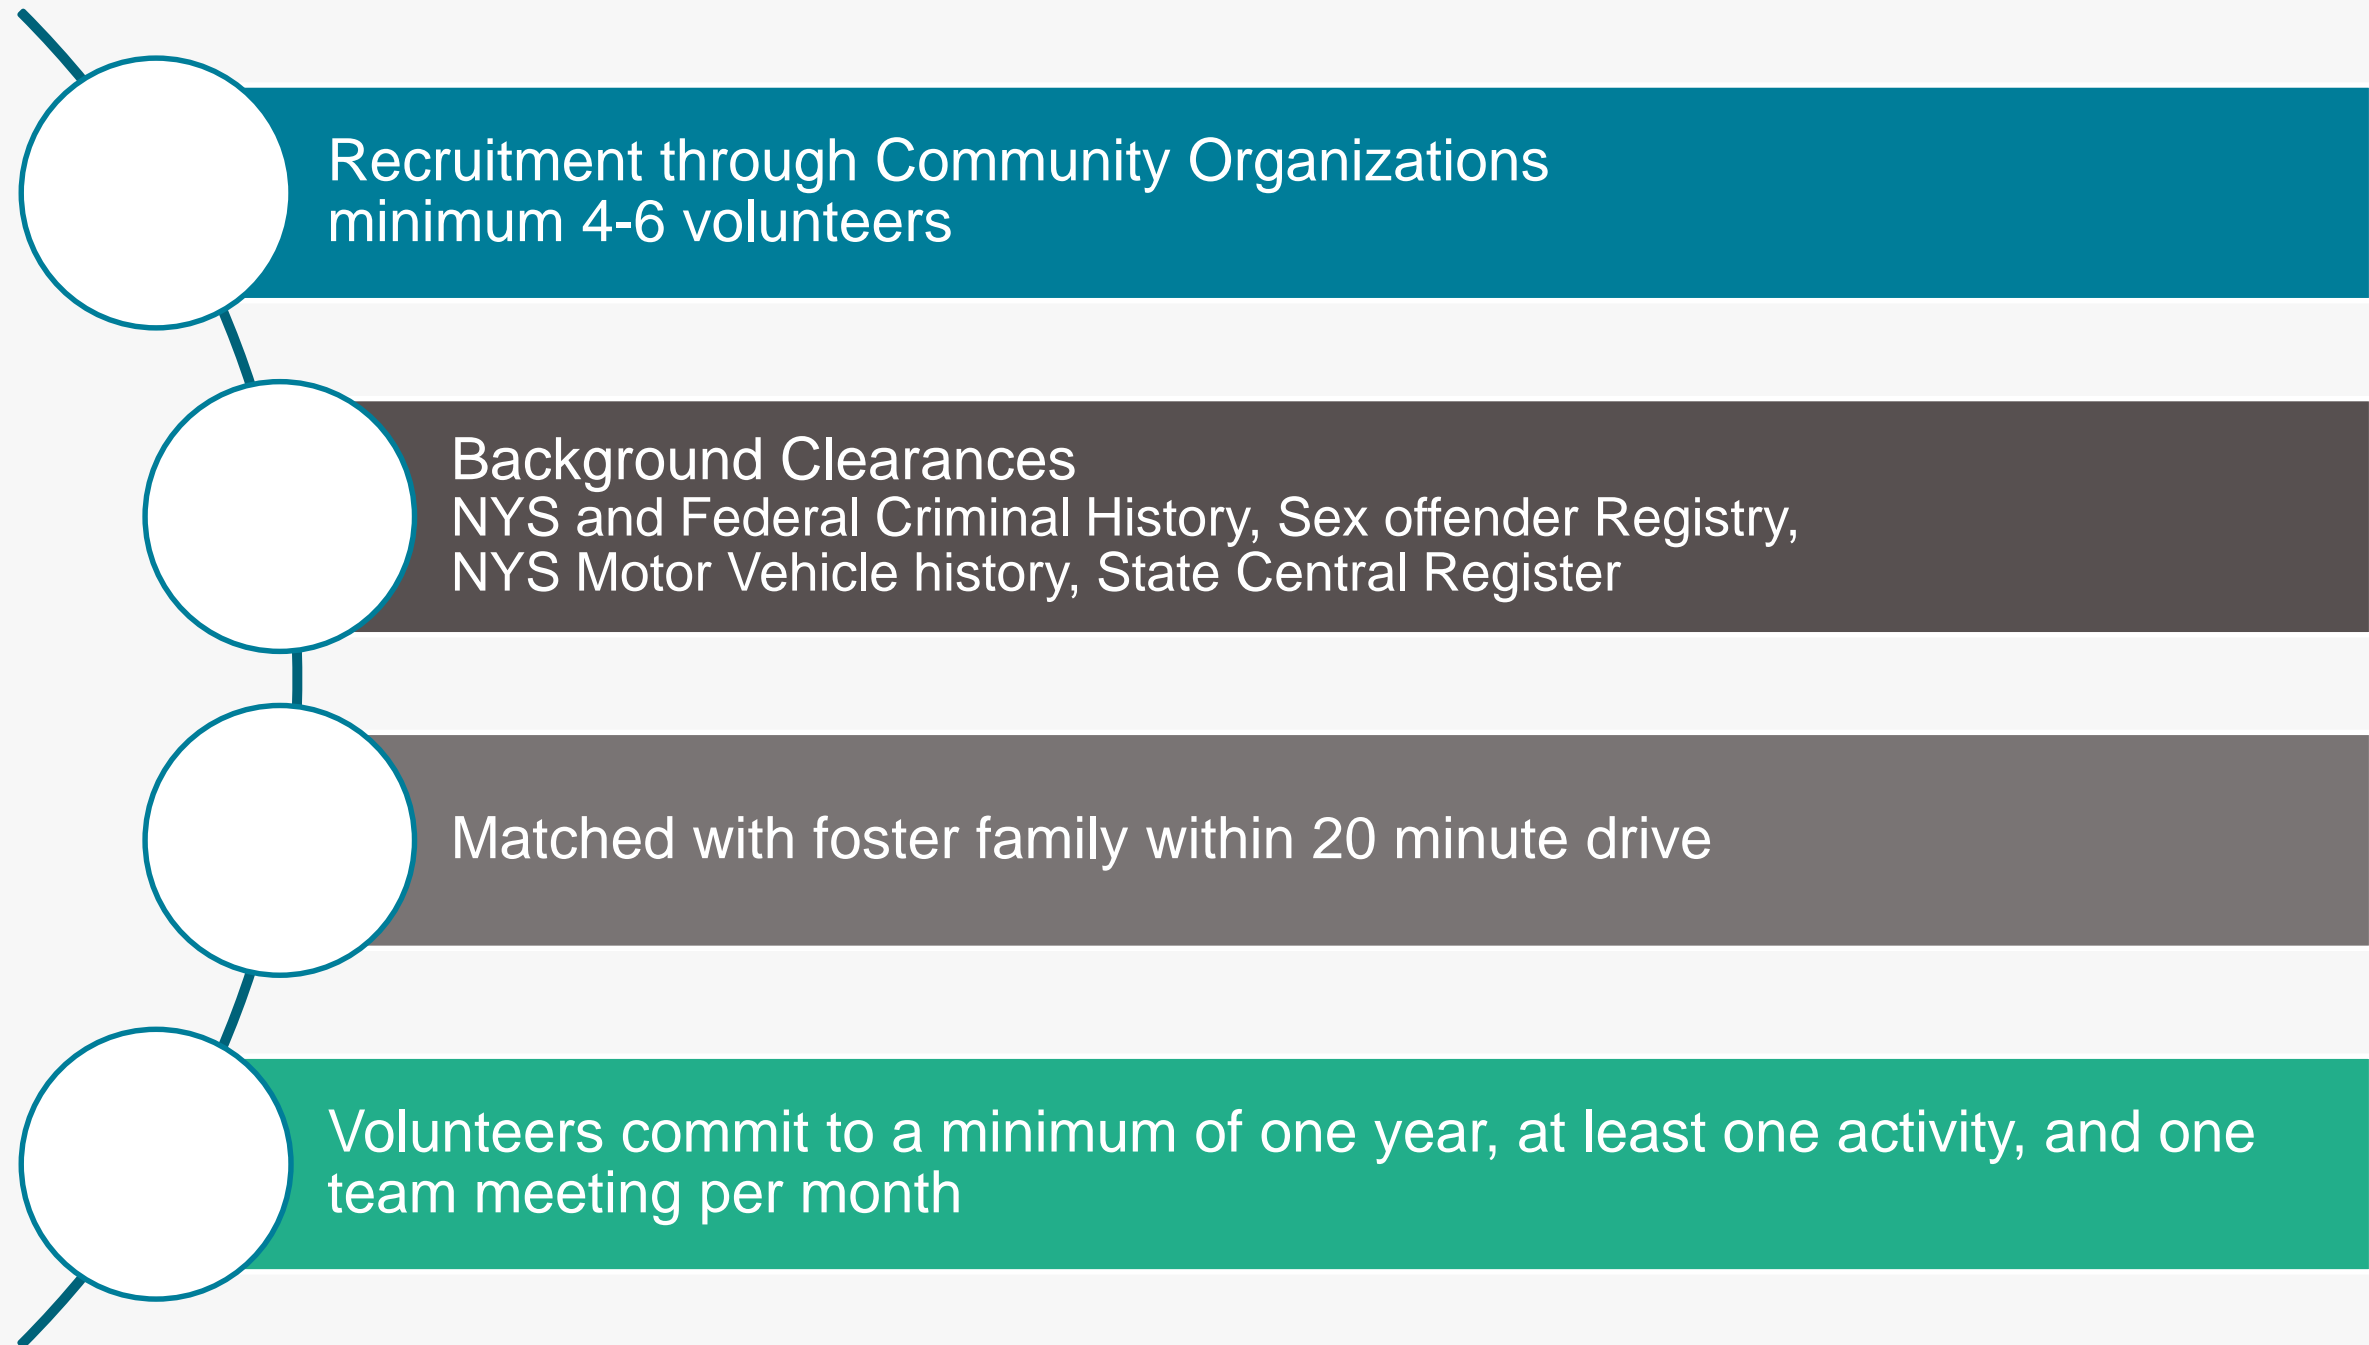 Recruitment through Community Organizations
minimum 4-6 volunteers
Background Clearances
NYS and Federal Criminal History, Sex offender Registry,
NYS Motor Vehicle history, State Central Register
Matched with foster family within 20 minute drive
Volunteers commit to a minimum of one year, at least one activity, and one
team meeting per month